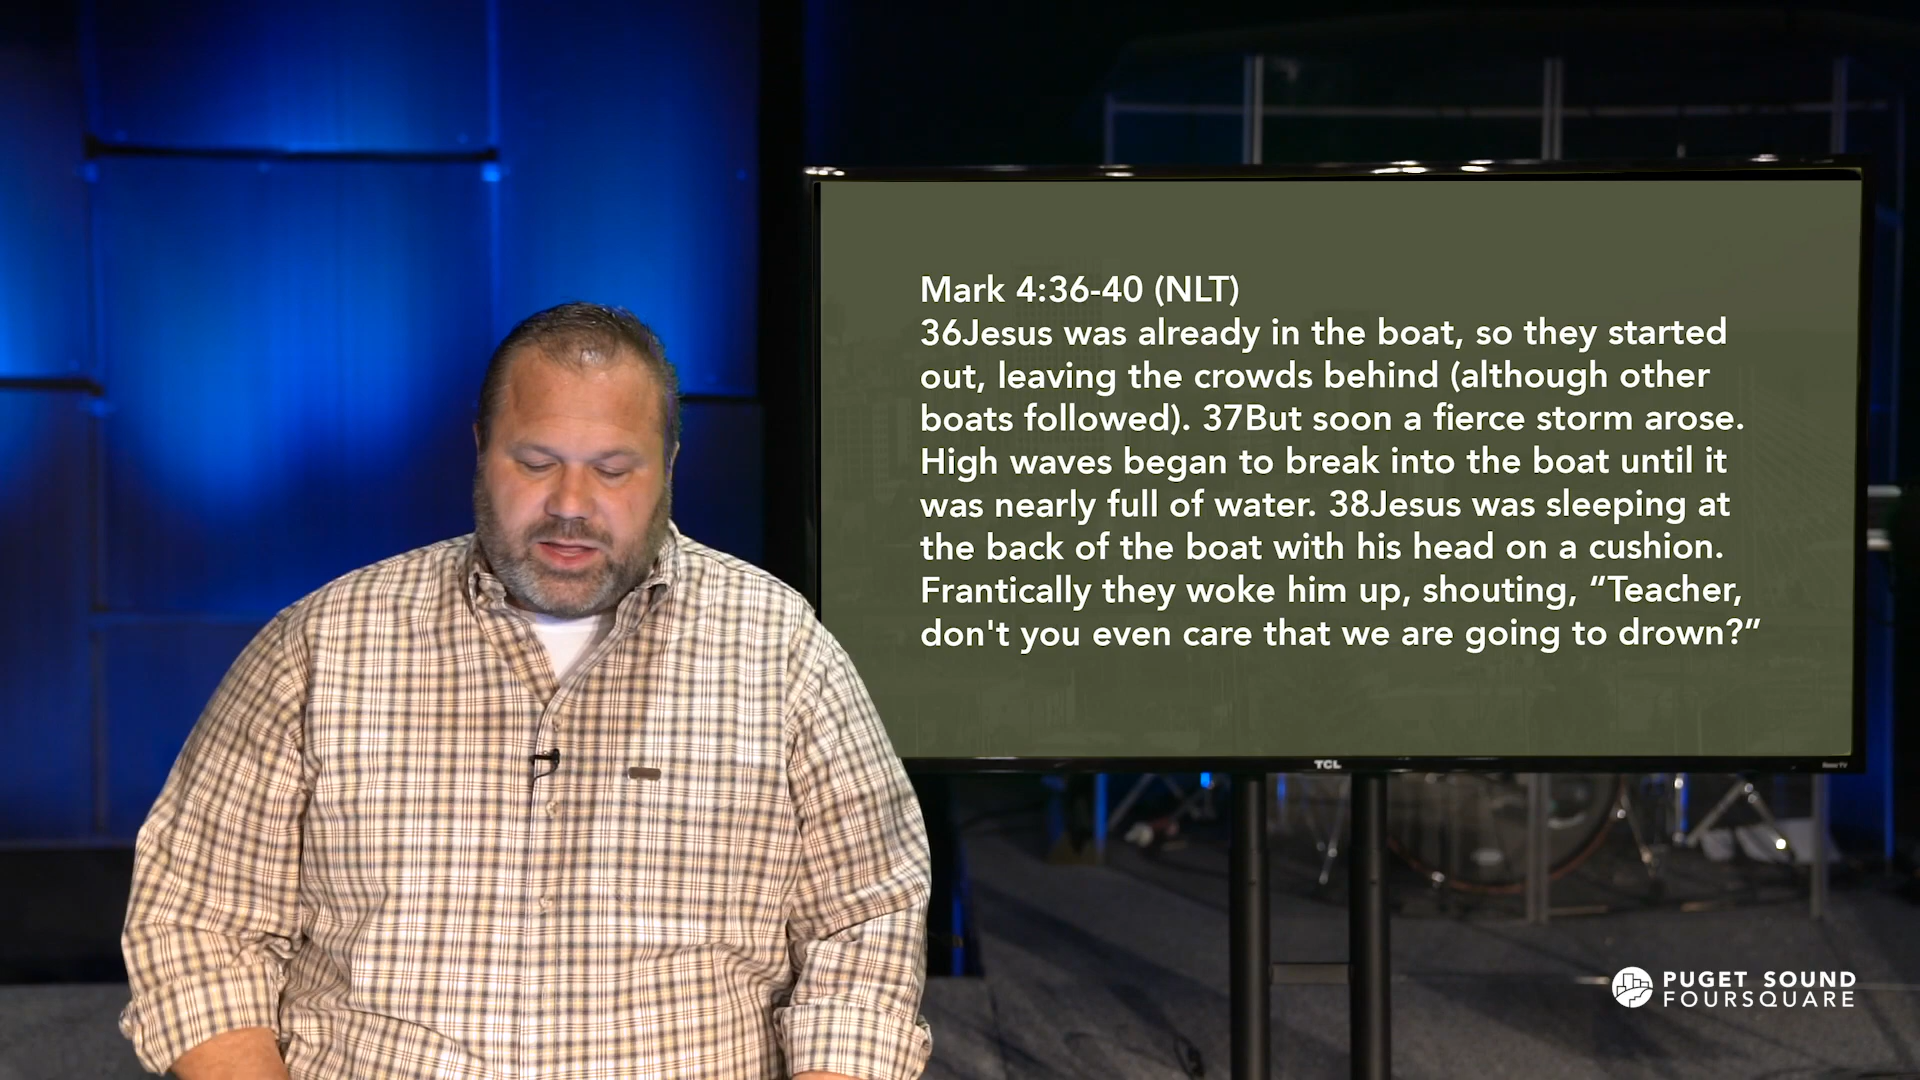 Mark 4:36-40 (NLT)
36Jesus was already in the boat, so they started
out, leaving the crowds behind (although other
boats followed). 37But soon a fierce storm arose.
High waves began to break into the boat until it
was nearly full of water. 38Jesus was sleeping at
the back of the boat with his head on a cushion.
Frantically they woke him up, shouting, “Teacher,
don't you even care that we are going to drown?”
TCL
Roku TV
PUGET SOUND
FOURSQUARE